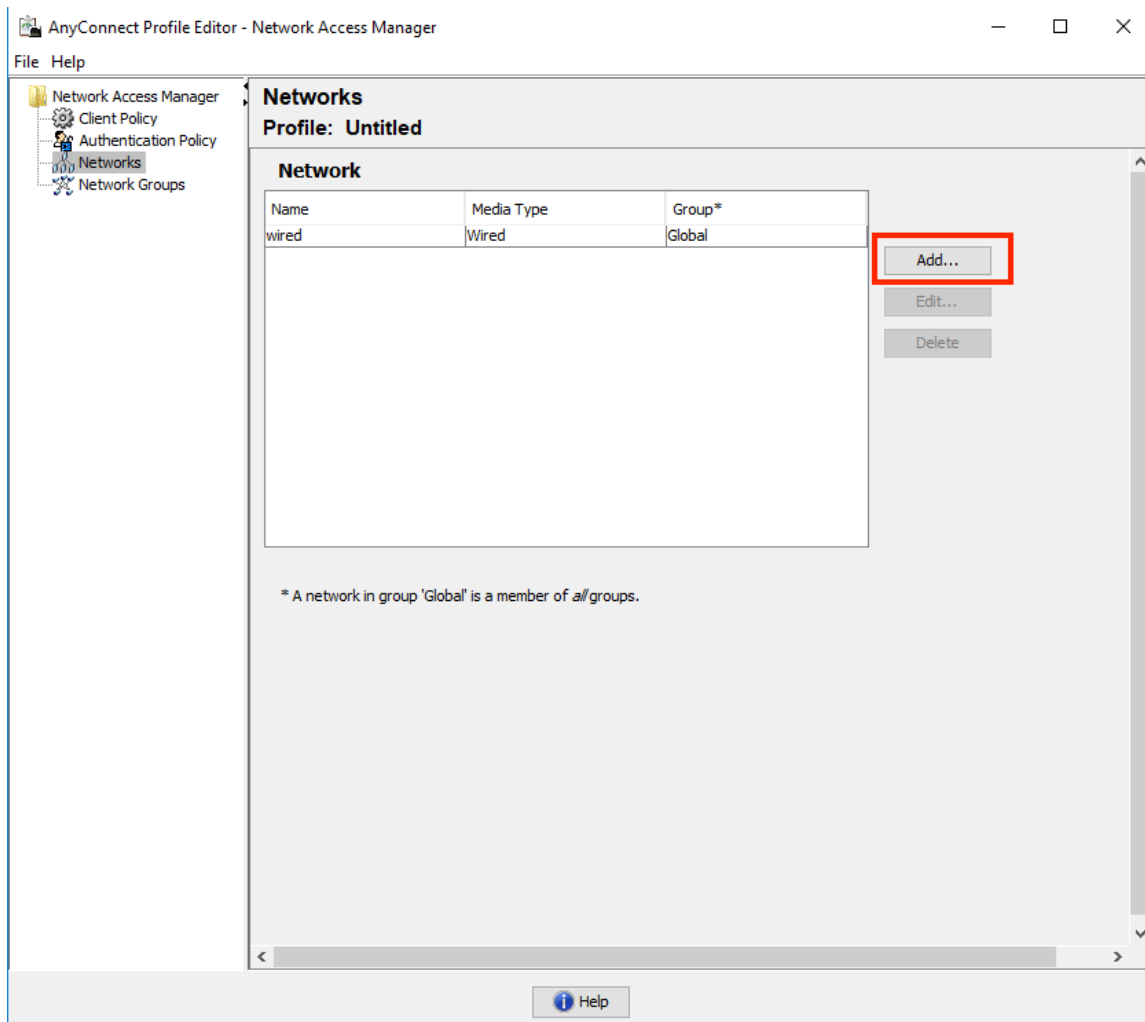 AnyConnect Profile Editor - Network Access Manager
File Help
Network Access Manager
Client Policy
Authentication Policy
Networks
Network Groups
Networks
Profile: Untitled
Network
Name Media Type Group*
wired Wired Global
Add...
Edit...
Delete
* A network in group 'Global' is a member of all groups.
Help